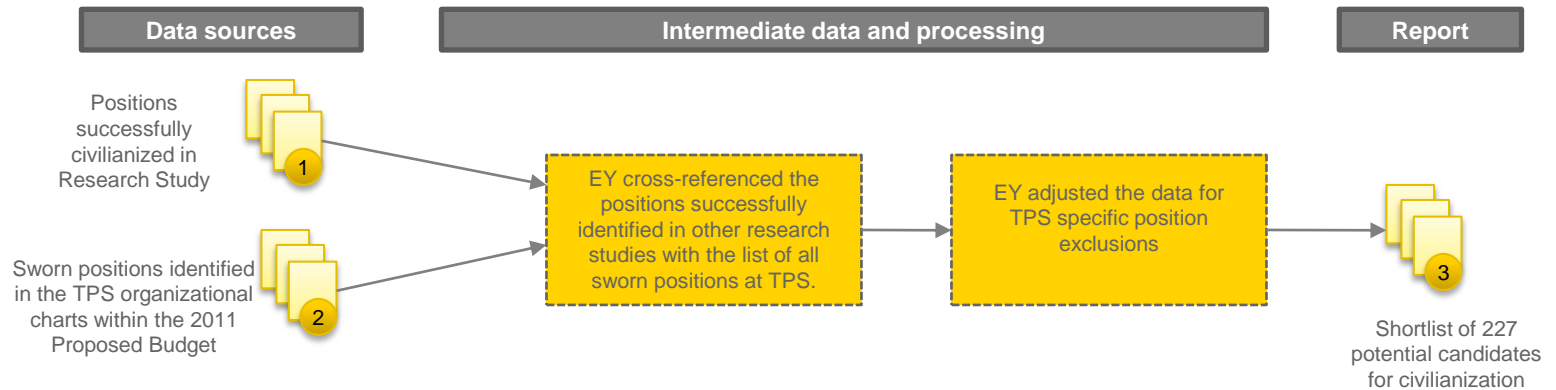 Data sources
Intermediate data and processing
Report
Positions
successfully
civilianized in
Research Study
1
Sworn positions identified
in the TPS organizational
charts within the 2011
Proposed Budget
2
EY cross-referenced the
positions successfully
identified in other research
studies with the list of all
sworn positions at TPS.
EY adjusted the data for
TPS specific position
exclusions
3
Shortlist of 227
potential candidates
for civilianization